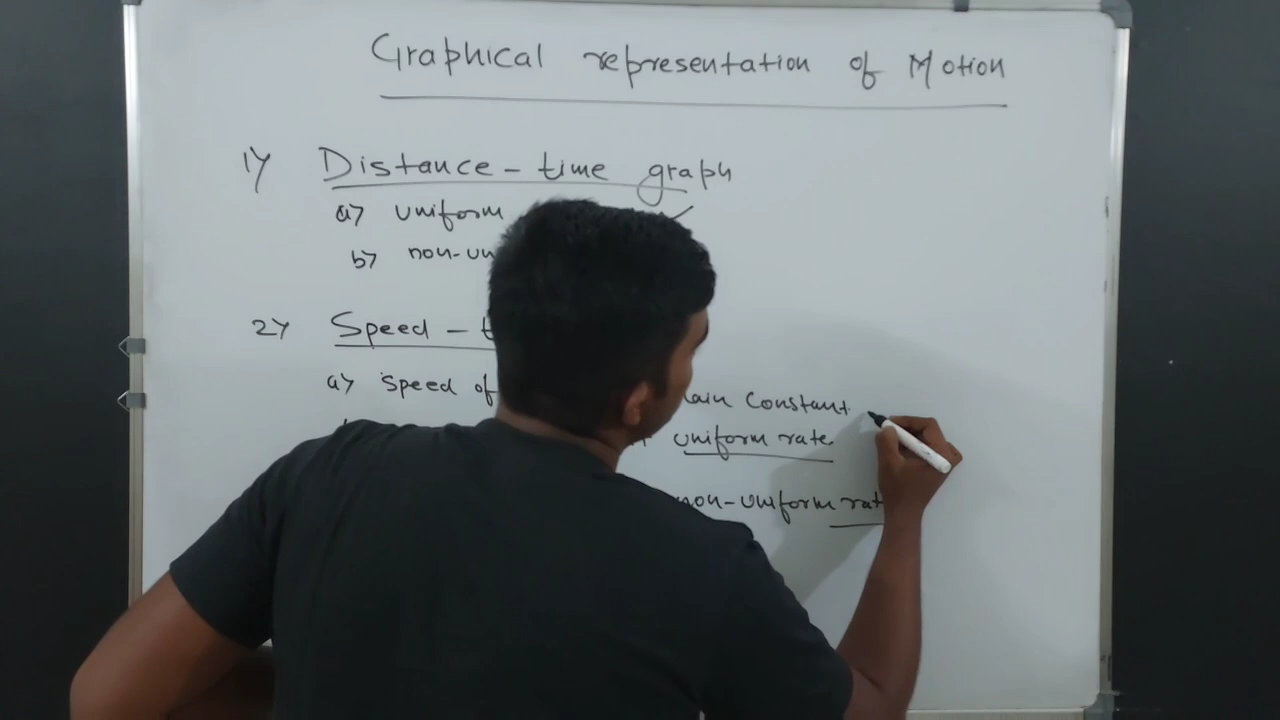 Graphical representation of Motion
1) Distance - time graph
a) uniform
b) non-un
2) Speed - t
a) speed of ain constant
uniform rate
non-uniform rat